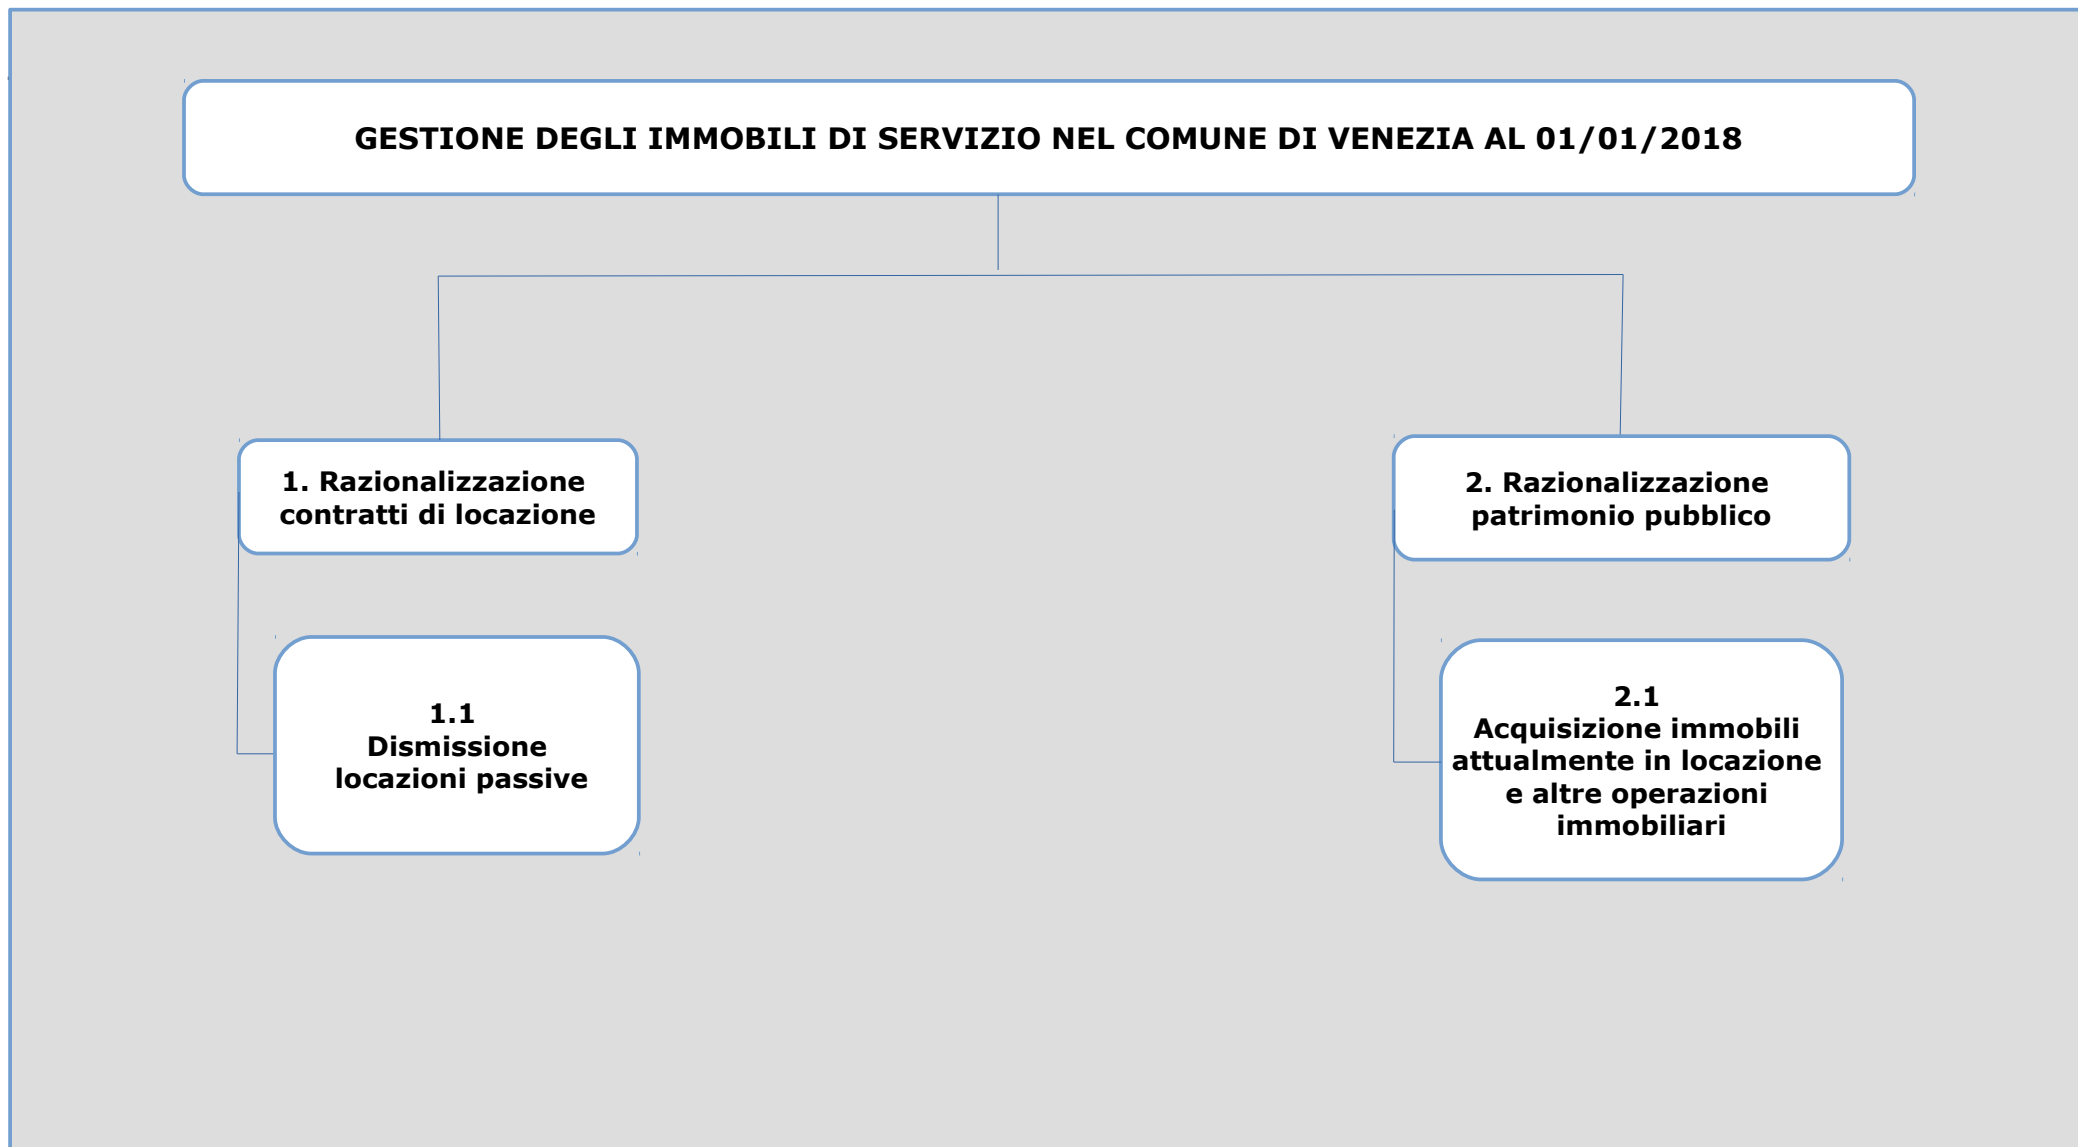 GESTIONE DEGLI IMMOBILI DI SERVIZIO NEL COMUNE DI VENEZIA AL 01/01/2018
1. Razionalizzazione
contratti di locazione
2. Razionalizzazione
patrimonio pubblico
1.1
Dismissione
locazioni passive
2.1
Acquisizione immobili
attualmente in locazione
e altre operazioni
immobiliari